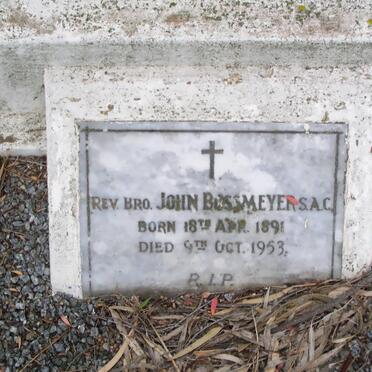 REV. BRO. JOHN BUSSMEYER S.A.C.
BORN 18TH APR. 1891
DIED 9TH OCT. 1953.
R.I.P.